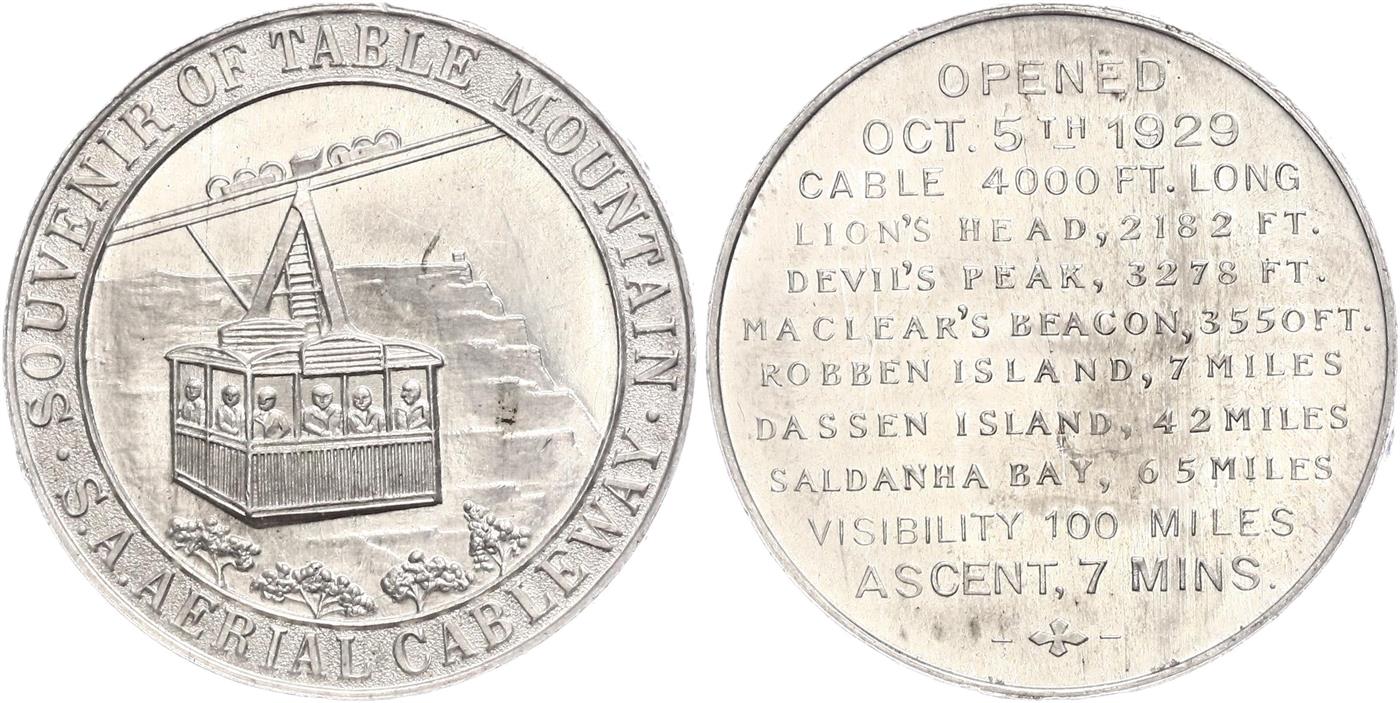 SOUVENIR OF TABLE MOUNTAIN
· S.A. AERIAL CABLEWAY ·
OPENED
OCT. 5TH 1929
CABLE 4000 FT. LONG
LION'S HEAD, 2182 FT.
DEVIL'S PEAK, 3278 FT.
MACLEAR'S BEACON, 3550 FT.
ROBBEN ISLAND, 7 MILES
DASSEN ISLAND, 42 MILES
SALDANHA BAY, 65 MILES
VISIBILITY 100 MILES
ASCENT, 7 MINS.